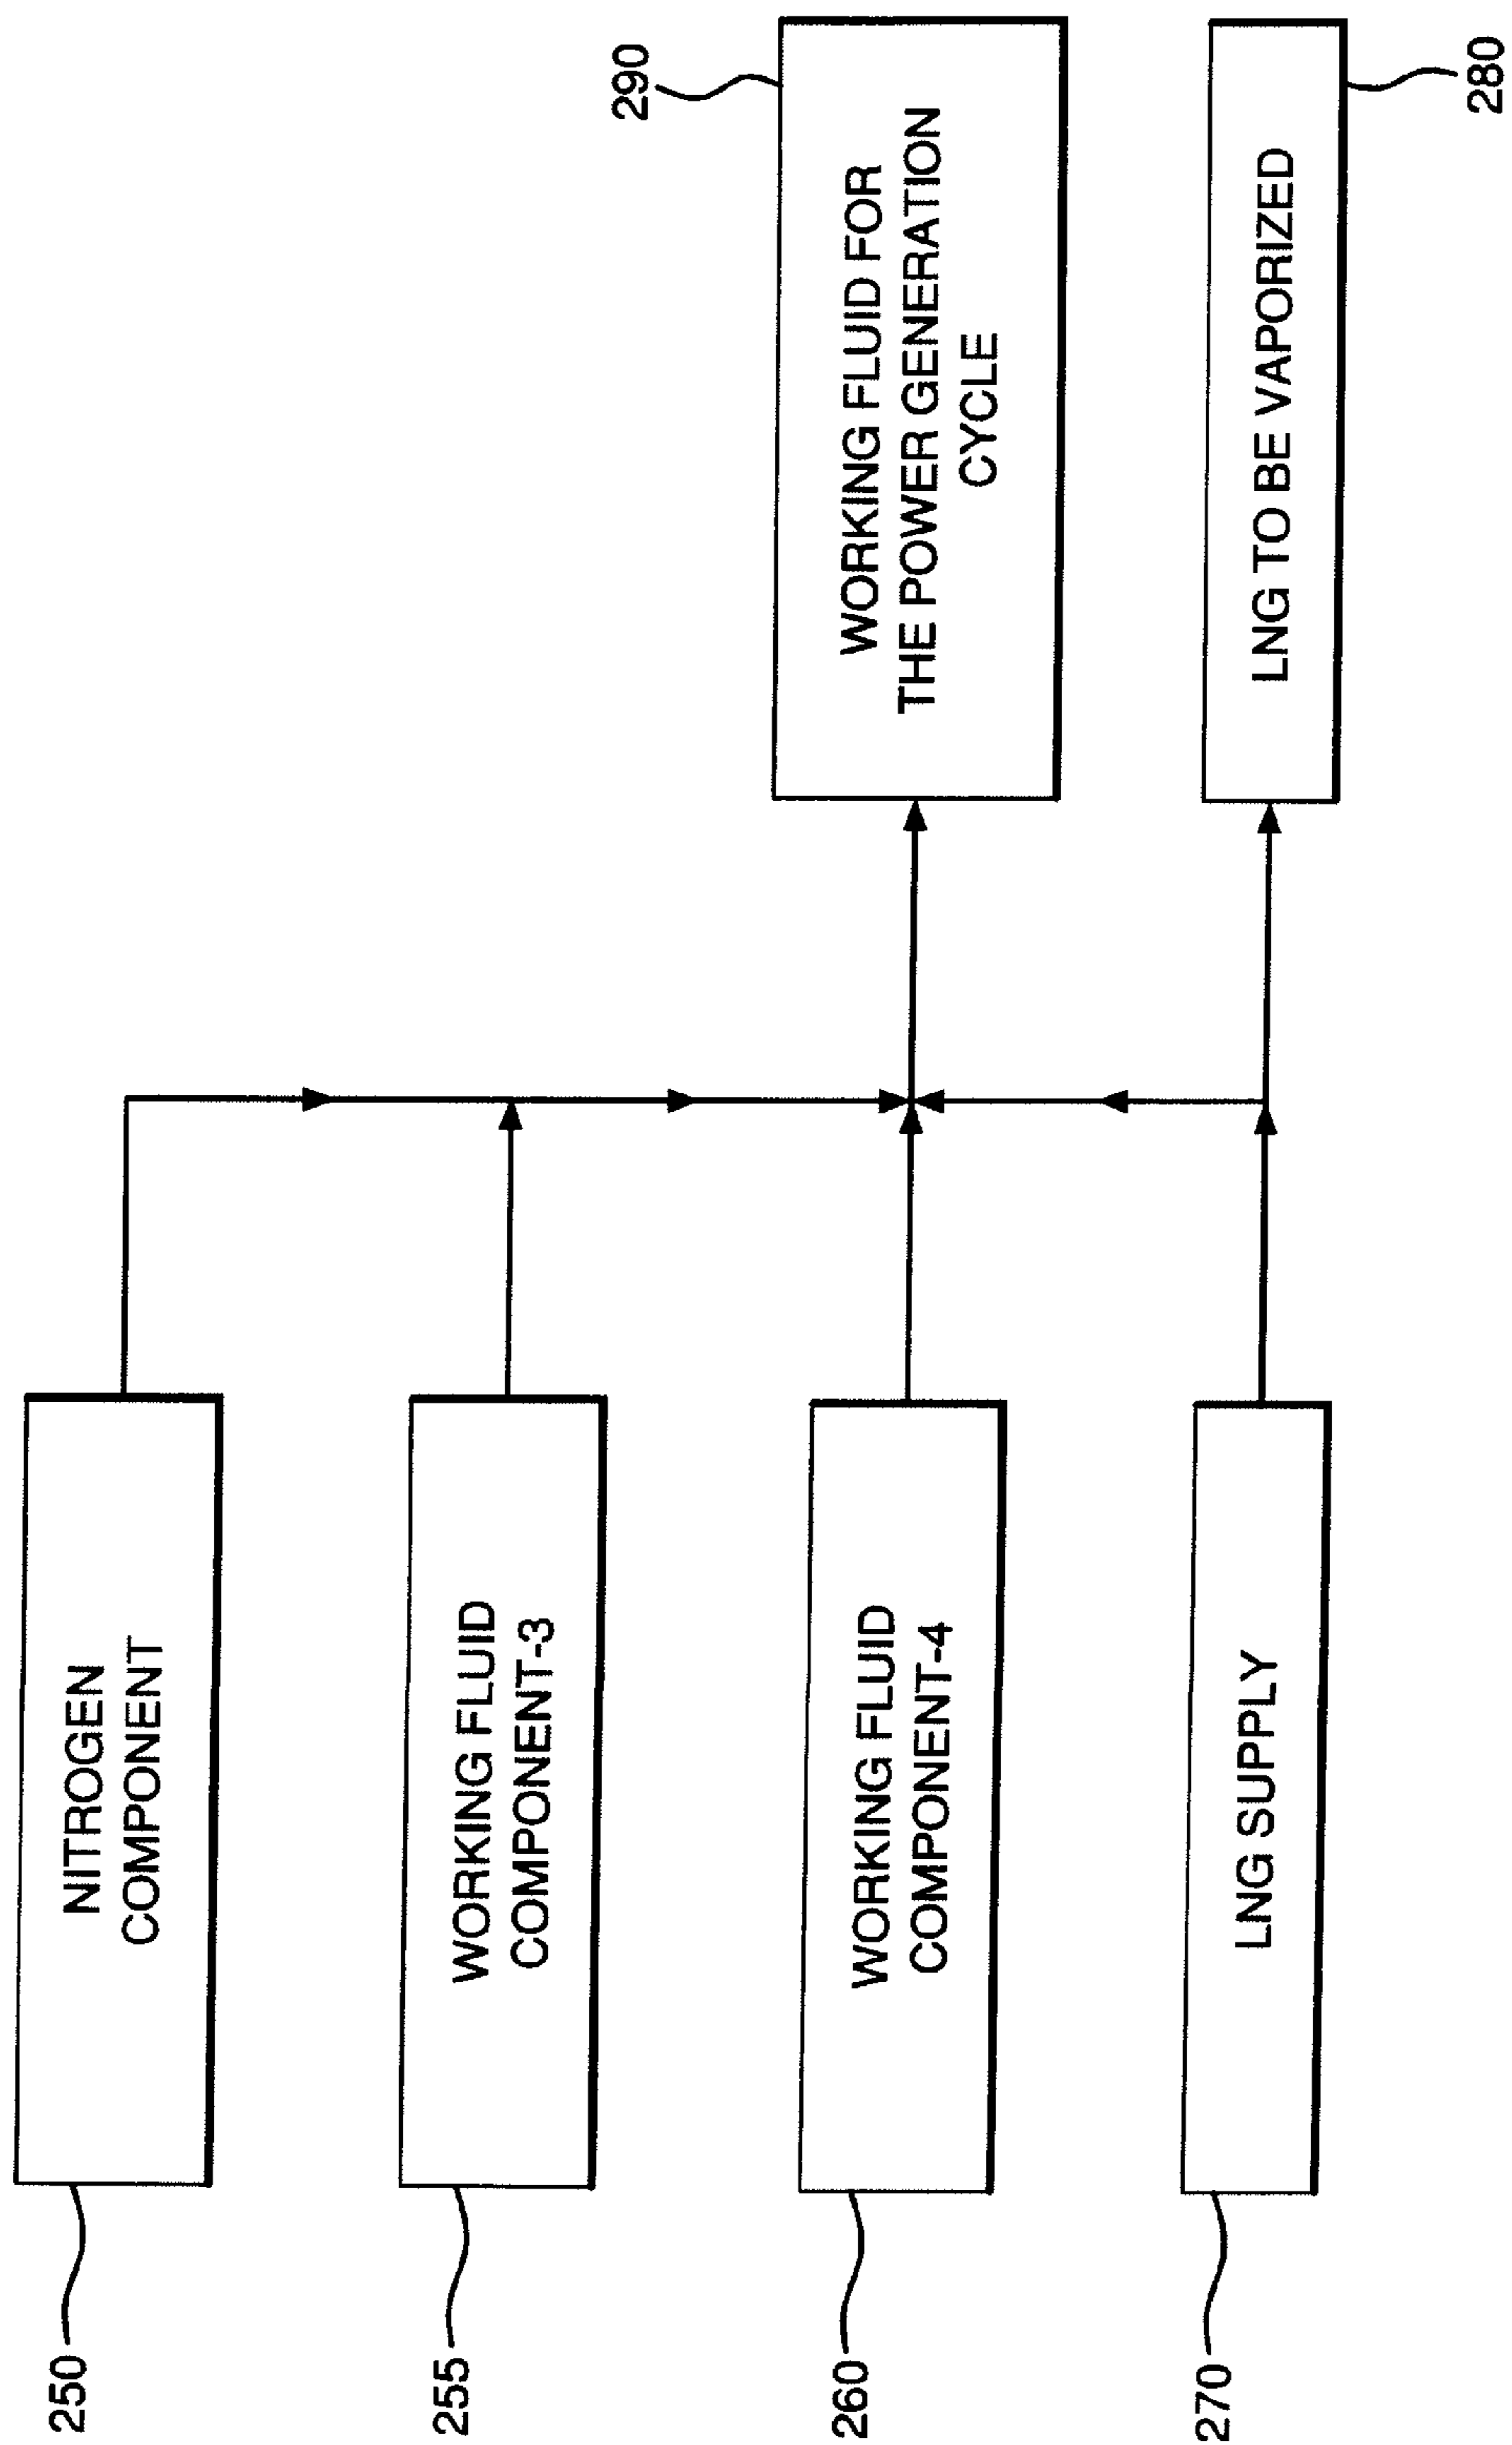 250
NITROGEN
COMPONENT
255
WORKING FLUID
COMPONENT-3
260
WORKING FLUID
COMPONENT-4
270
LNG SUPPLY
290
WORKING FLUID FOR
THE POWER GENERATION
CYCLE
LNG TO BE VAPORIZED
280